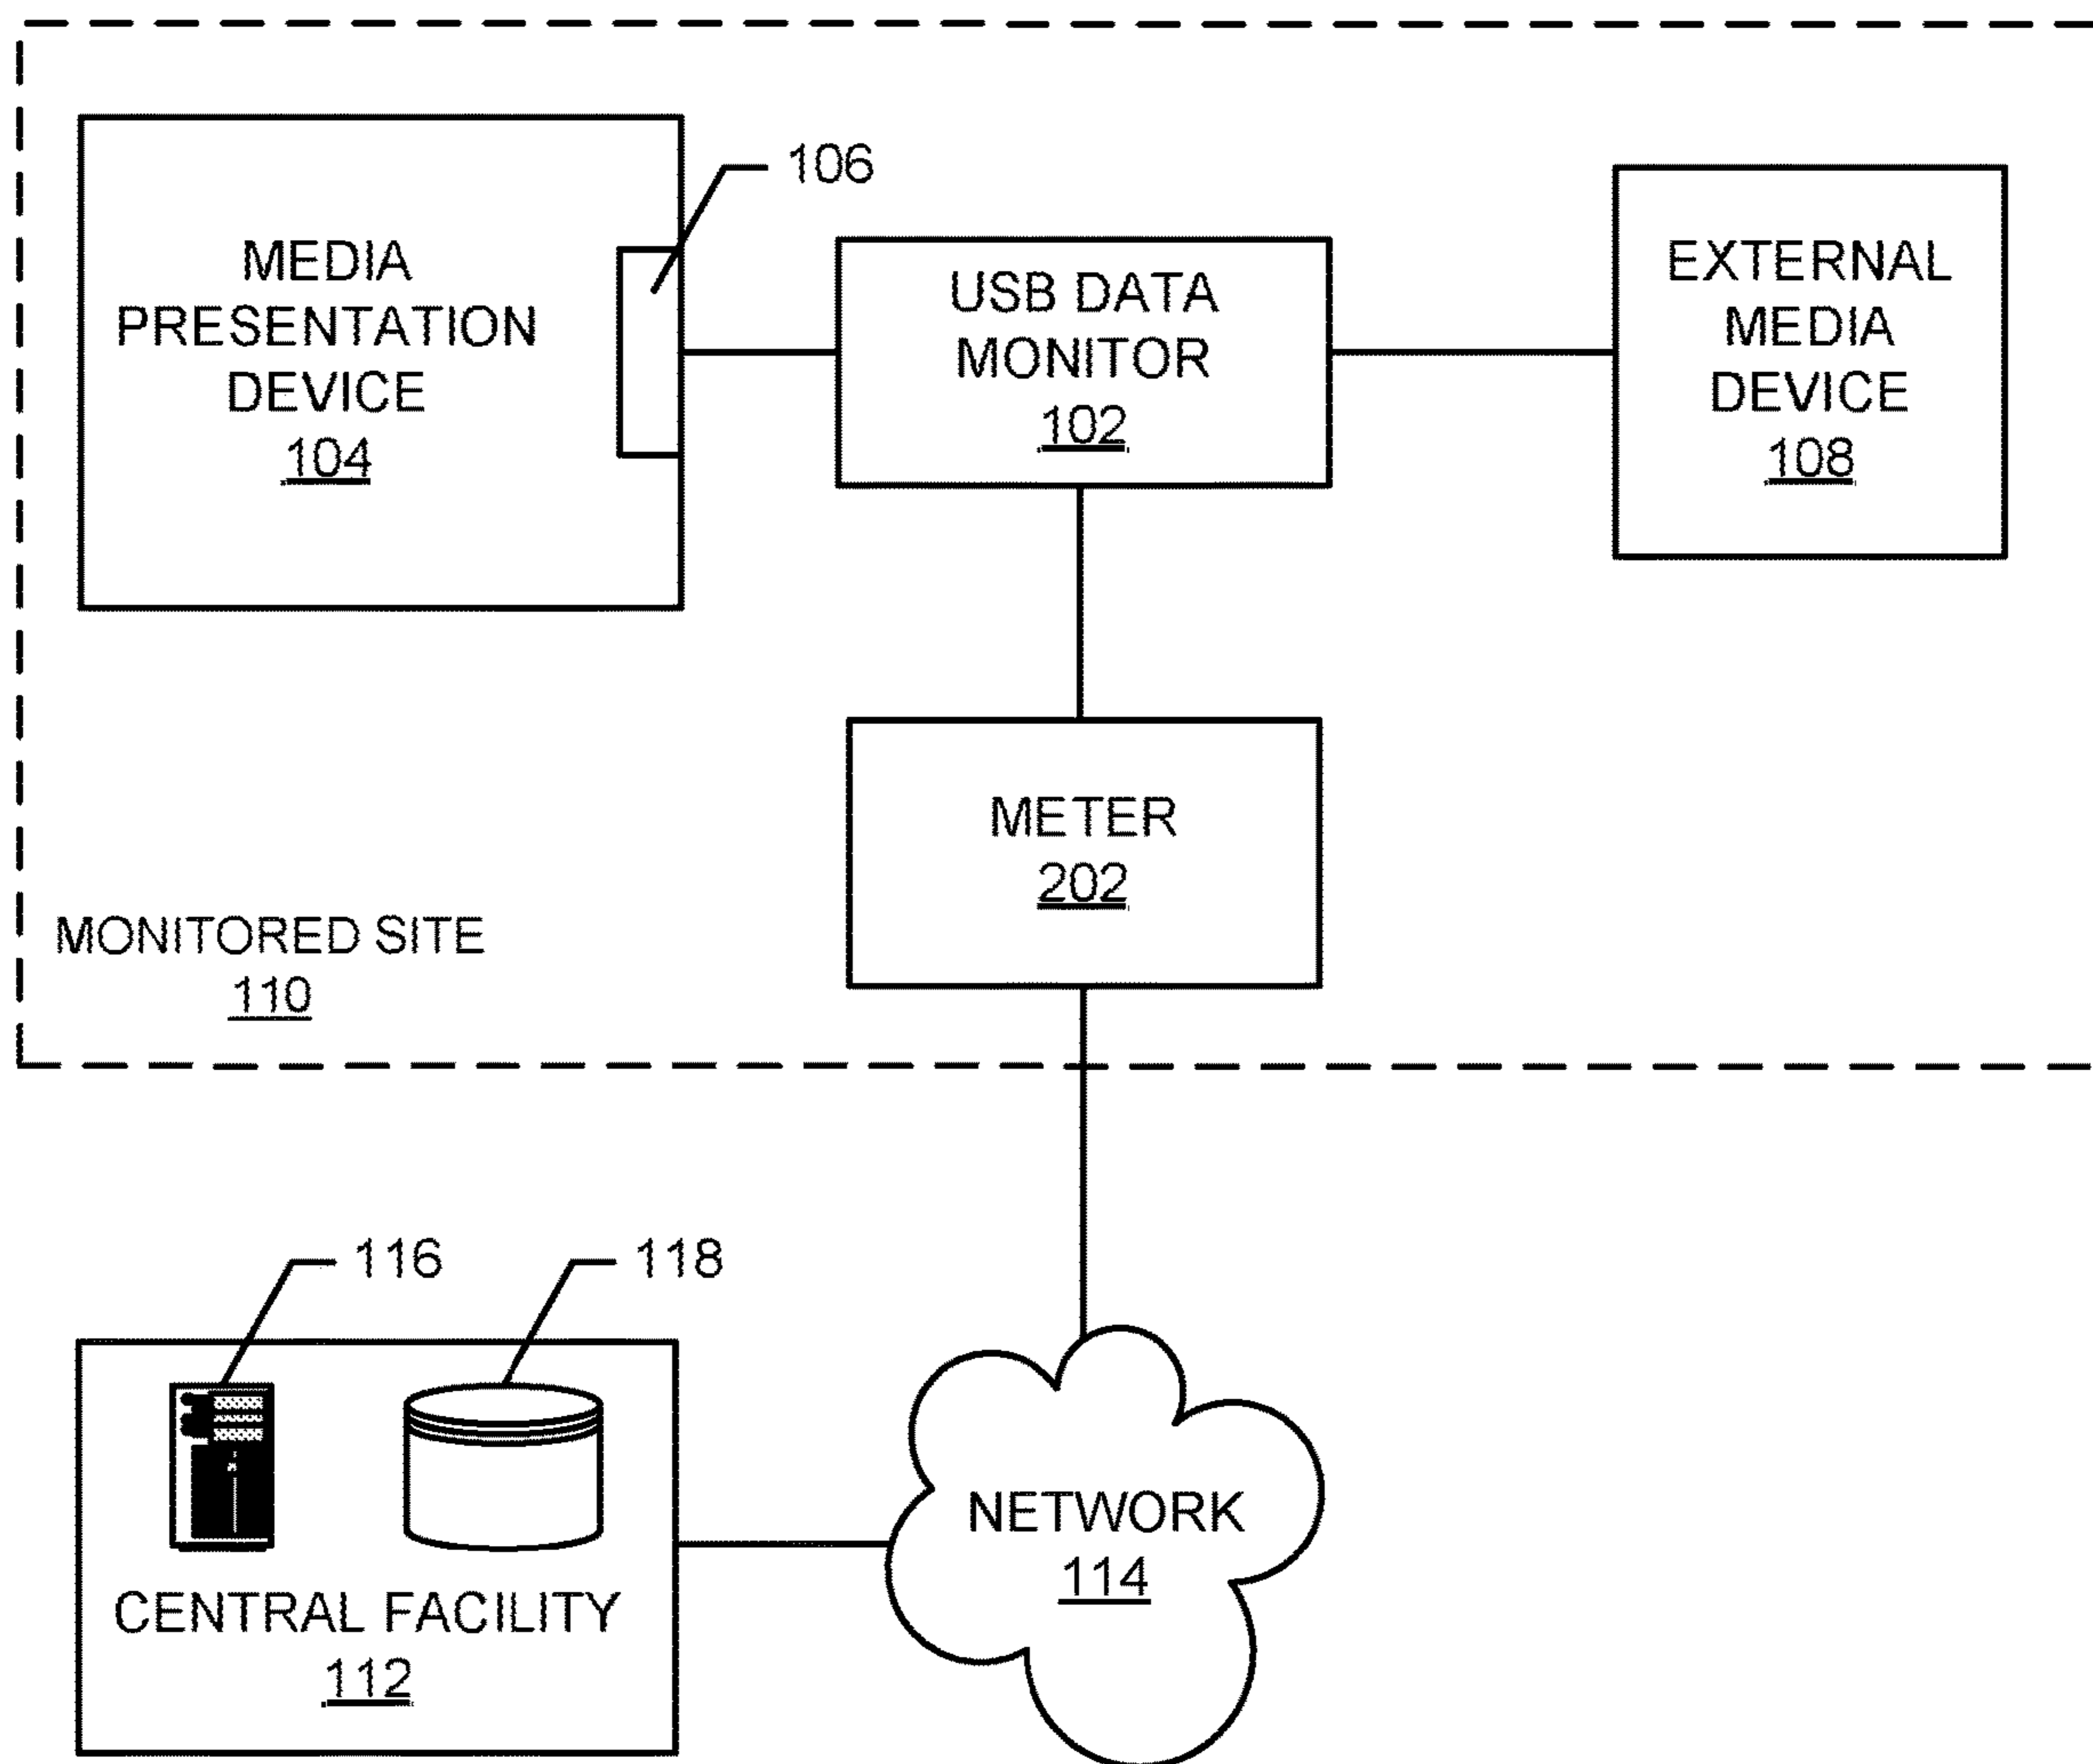 106
MEDIA
PRESENTATION
DEVICE
104
USB DATA
MONITOR
102
EXTERNAL
MEDIA
DEVICE
108
METER
202
MONITORED SITE
110
116
118
CENTRAL FACILITY
112
NETWORK
114